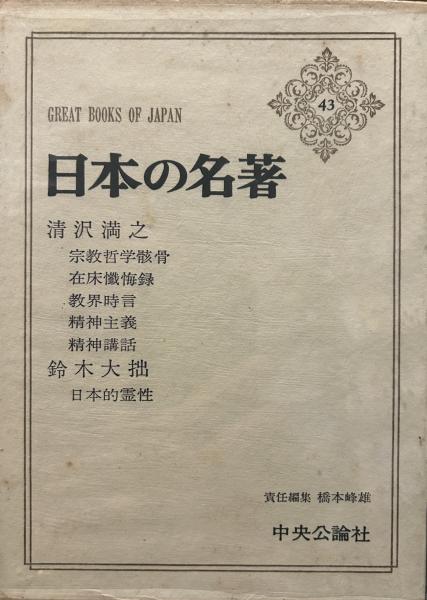 43
GREAT BOOKS OF JAPAN
日本の名著
清沢満之
宗教哲学骸骨
在床懺悔録
教界時言
精神主義
精神講話
鈴木大拙
日本的霊性
責任編集 橋本峰雄
中央公論社